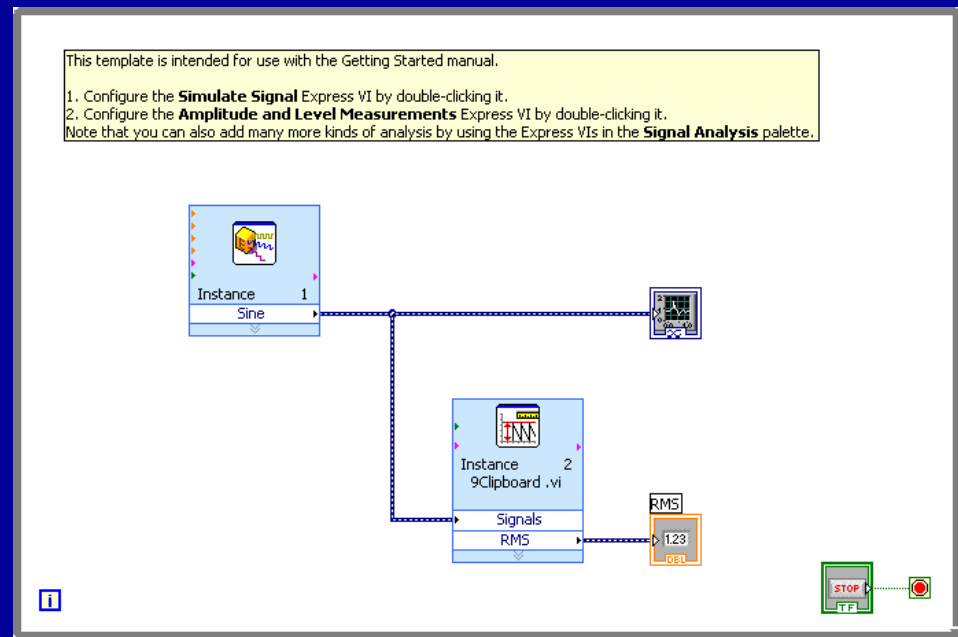 This template is intended for use with the Getting Started manual.
1. Configure the Simulate Signal Express VI by double-clicking it.
2. Configure the Amplitude and Level Measurements Express VI by double-clicking it.
Note that you can also add many more kinds of analysis by using the Express VIs in the Signal Analysis palette.
Instance 1
Sine
Instance 2
9Clipboard .vi
Signals
RMS
RMS
1.23
DBL
i
STOP
TF